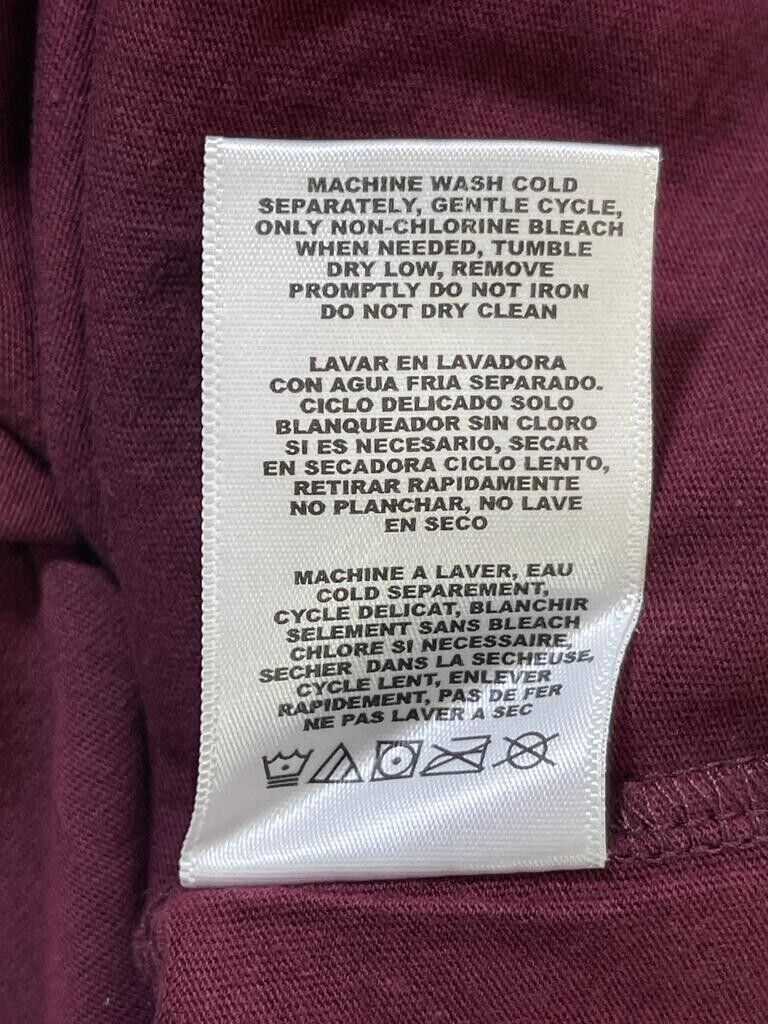 MACHINE WASH COLD
SEPARATELY, GENTLE CYCLE,
ONLY NON-CHLORINE BLEACH
WHEN NEEDED, TUMBLE
DRY LOW, REMOVE
PROMPTLY DO NOT IRON
DO NOT DRY CLEAN
LAVAR EN LAVADORA
CON AGUA FRIA SEPARADO.
CICLO DELICADO SOLO
BLANQUEADOR SIN CLORO
SI ES NECESARIO, SECAR
EN SECADORA CICLO LENTO,
RETIRAR RAPIDAMENTE
NO PLANCHAR, NO LAVE
EN SECO
MACHINE A LAVER, EAU
COLD SEPAREMENT,
CYCLE DELICAT, BLANCHIR
SELEMENT SANS BLEACH
CHLORE SI NECESSAIRE,
SECHER DANS LA SECHEUSE,
CYCLE LENT, ENLEVER
RAPIDEMENT, PAS DE FER
NE PAS LAVER A SEC